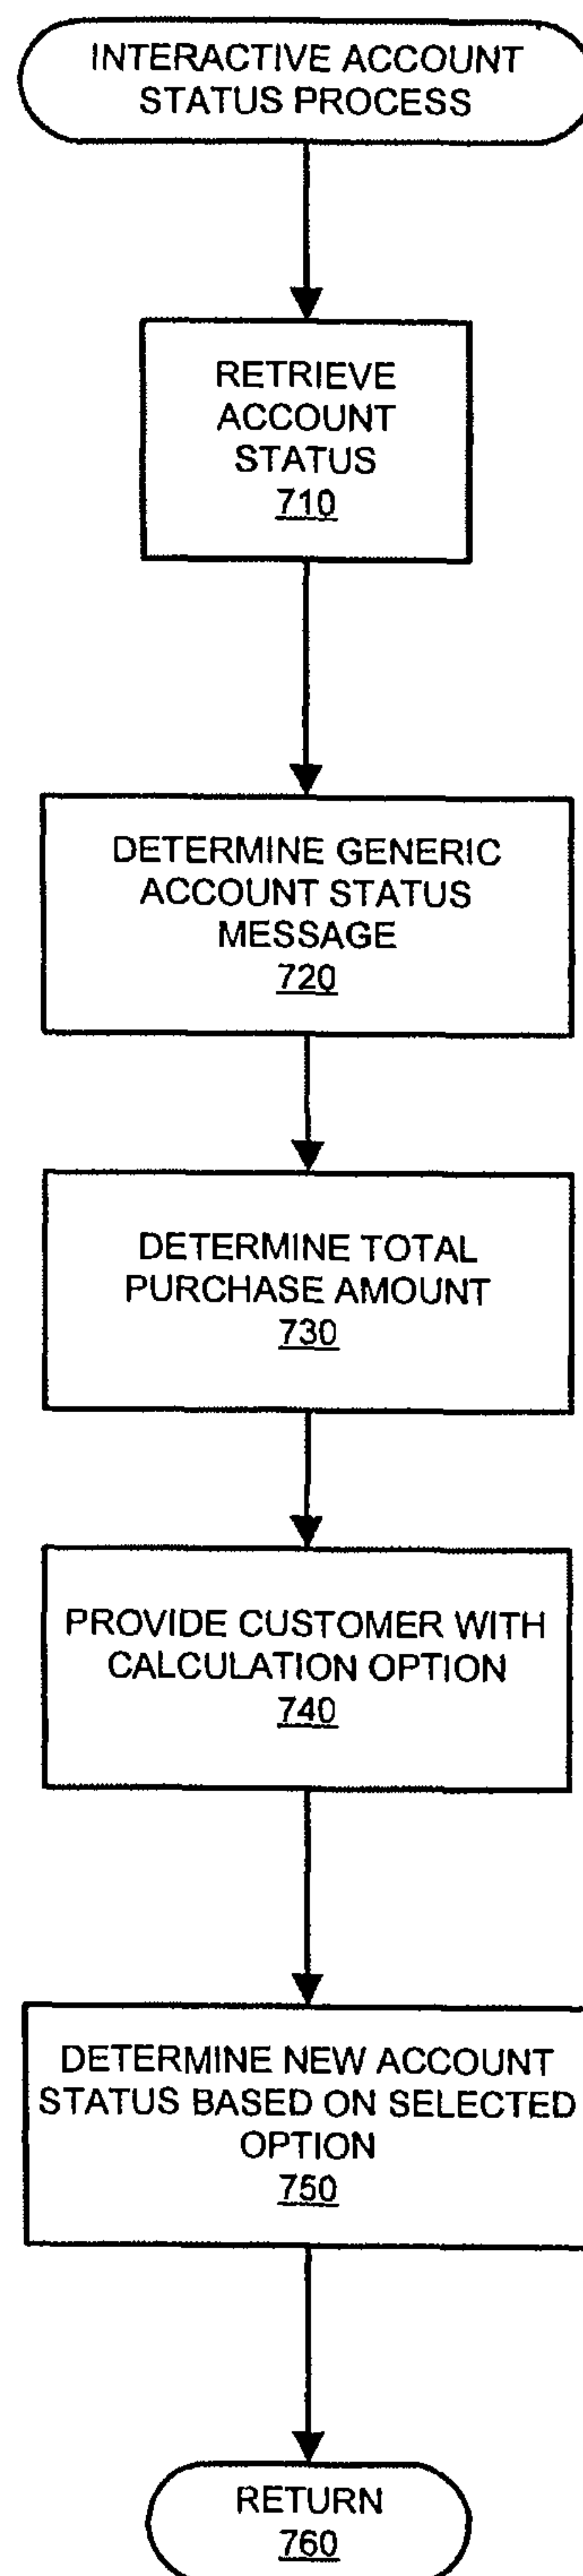 INTERACTIVE ACCOUNT
STATUS PROCESS
RETRIEVE
ACCOUNT
STATUS
710
DETERMINE GENERIC
ACCOUNT STATUS
MESSAGE
720
DETERMINE TOTAL
PURCHASE AMOUNT
730
PROVIDE CUSTOMER WITH
CALCULATION OPTION
740
DETERMINE NEW ACCOUNT
STATUS BASED ON SELECTED
OPTION
750
RETURN
760